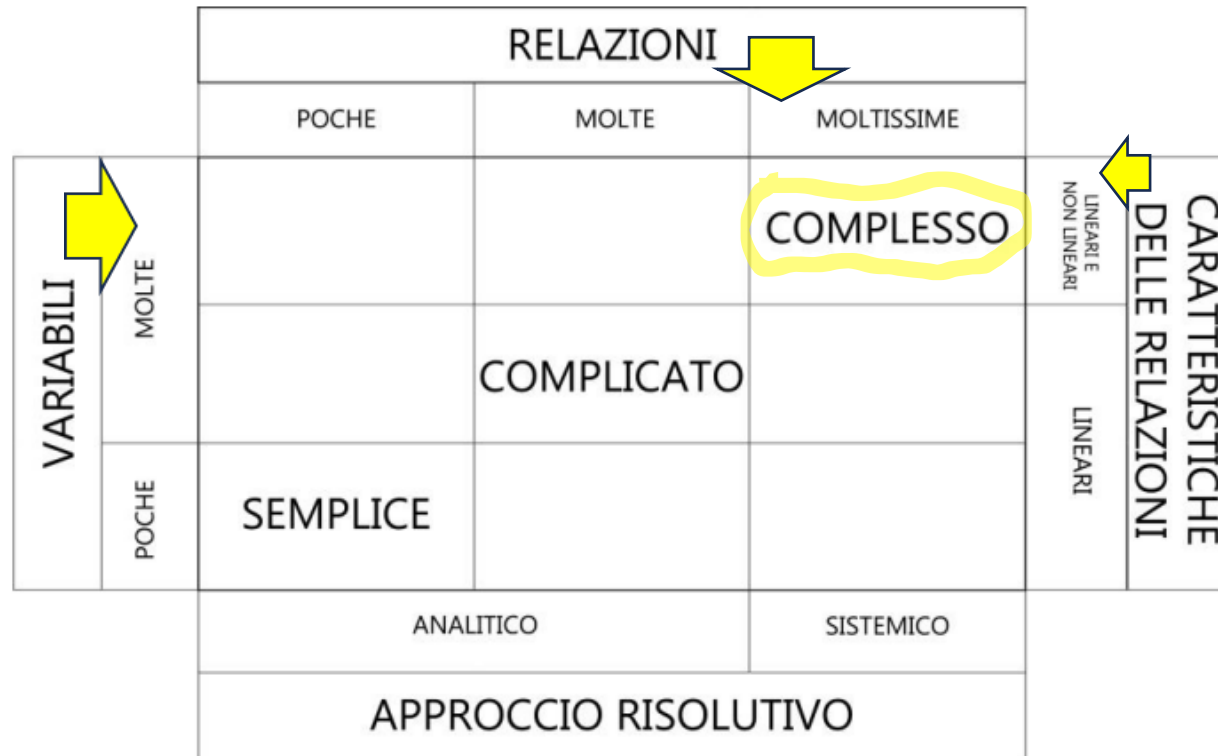 RELAZIONI
POCHE
MOLTE
MOLTISSIME
VARIABILI
MOLTE
POCHE
COMPLESSO
COMPLICATO
SEMPLICE
LINEARI E
NON LINEARI
LINEARI
CARATTERISTICHE
DELLE RELAZIONI
ANALITICO
SISTEMICO
APPROCCIO RISOLUTIVO